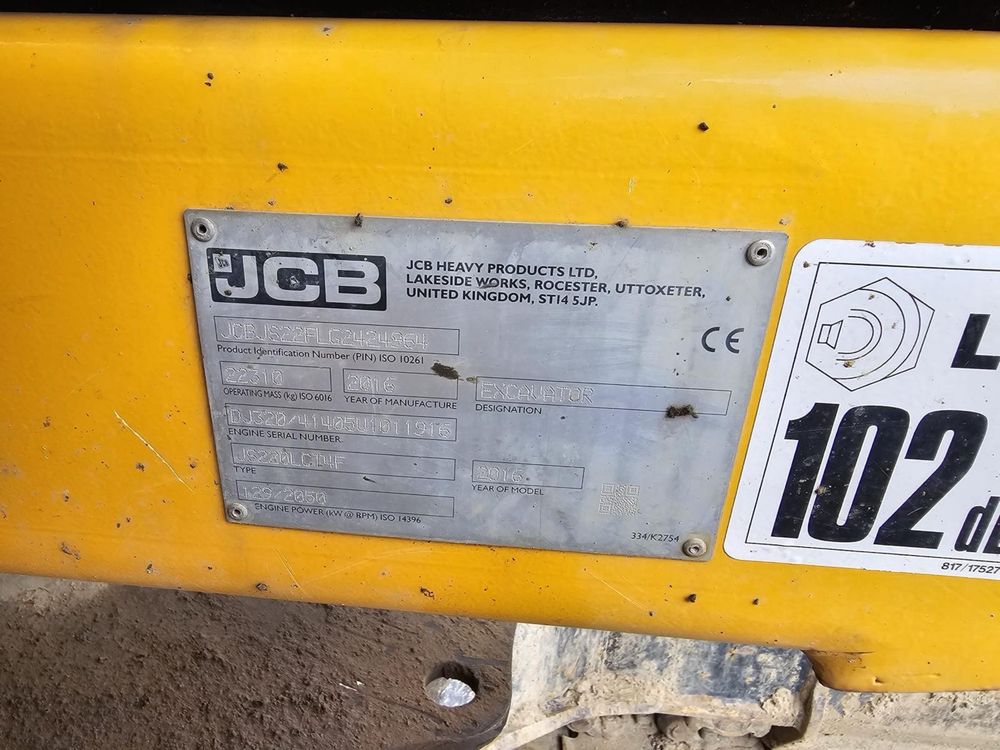 JCB
JCB HEAVY PRODUCTS LTD,
LAKESIDE WORKS, ROCESTER, UTTOXETER,
UNITED KINGDOM, ST14 5JP.
JCBJS22FLG2424964
Product Identification Number (PIN) ISO 10261
CE
22310
2016
EXCAVATOR
OPERATING MASS (kg) ISO 6016
YEAR OF MANUFACTURE
DESIGNATION
DJ320/41405U1011916
ENGINE SERIAL NUMBER.
JS220LC T4F
TYPE
2016
YEAR OF MODEL
129/2050
ENGINE POWER (kW @ RPM) ISO 14396
334/K2754
L
102
817/17527